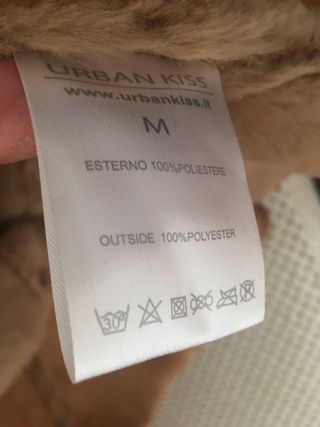 URBAN KISS
www.urbankiss.it
M
ESTERNO 100%POLIESTERE
OUTSIDE 100%POLYESTER
30°